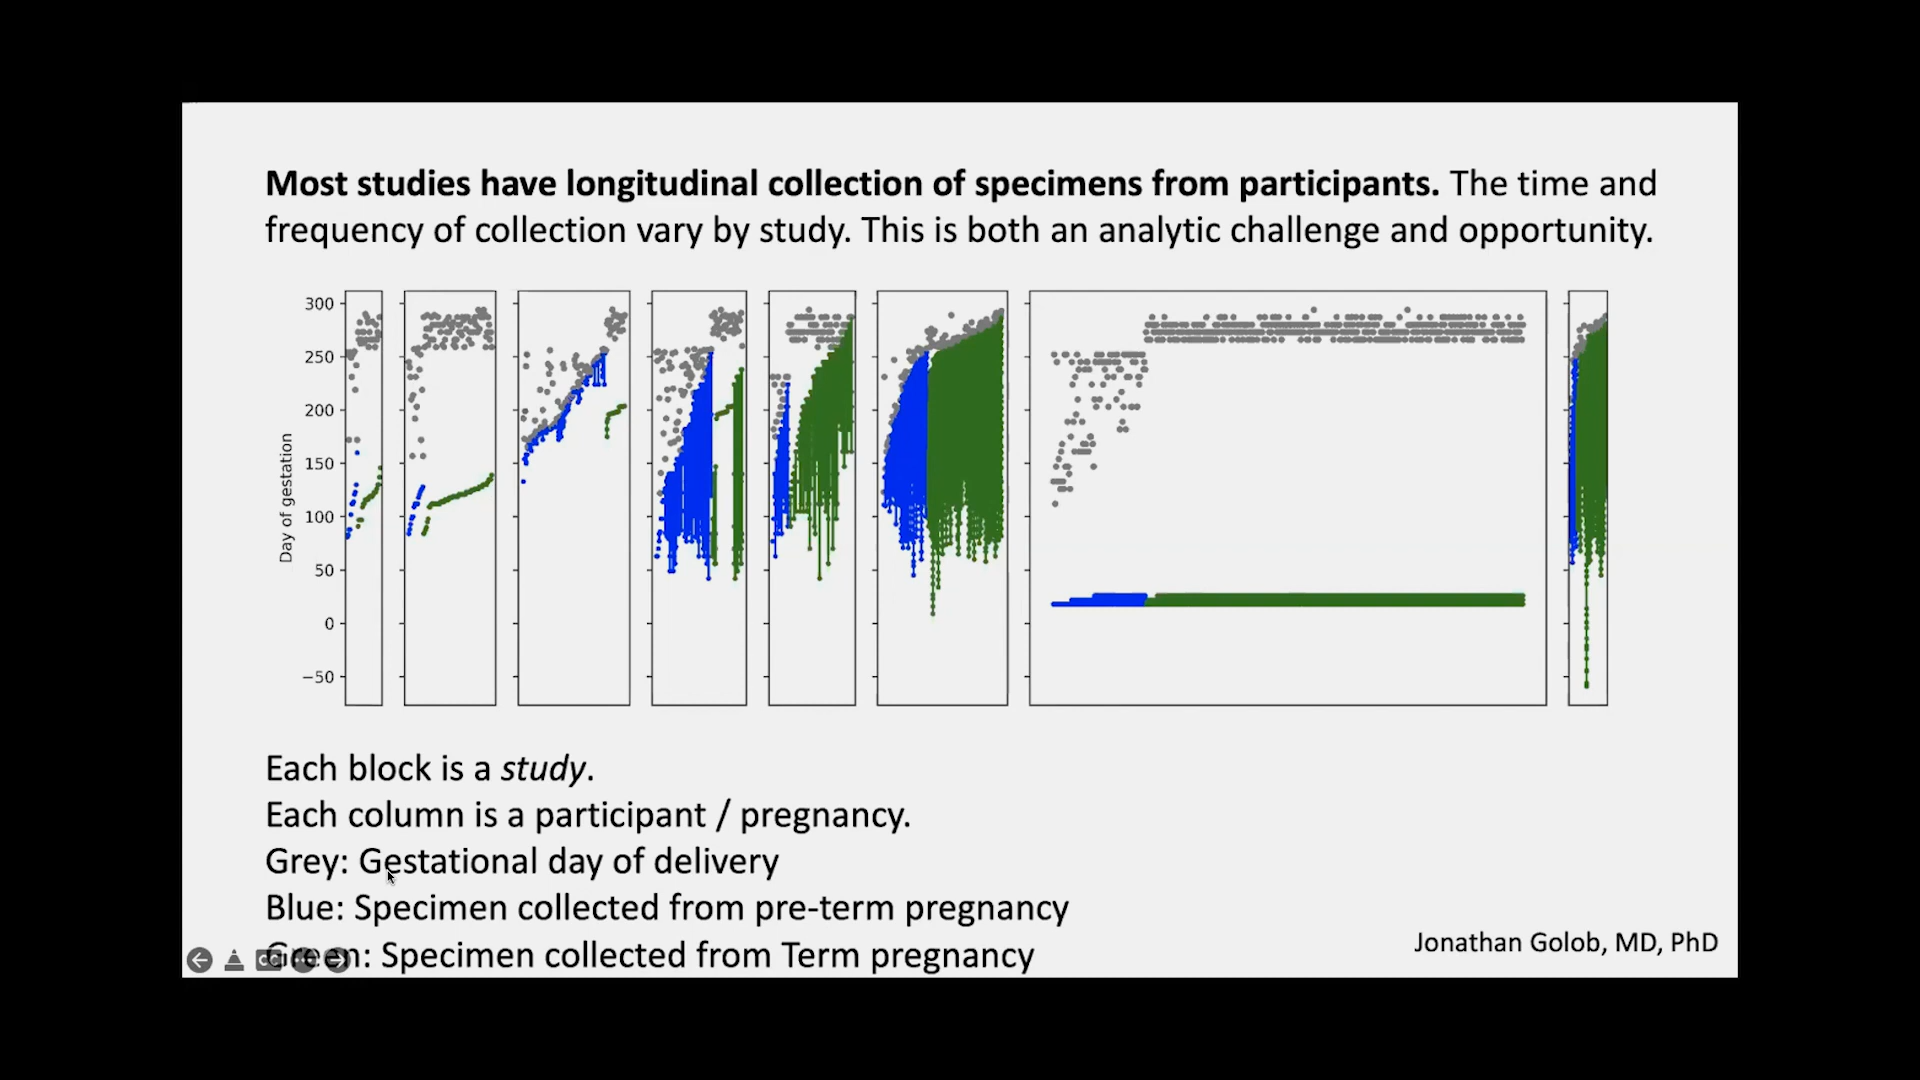 Most studies have longitudinal collection of specimens from participants. The time and
frequency of collection vary by study. This is both an analytic challenge and opportunity.
300
250
200
150
100
50
0
−50
Day of gestation
Each block is a study.
Each column is a participant / pregnancy.
Grey: Gestational day of delivery
Blue: Specimen collected from pre-term pregnancy
Green: Specimen collected from Term pregnancy
CC
Jonathan Golob, MD, PhD